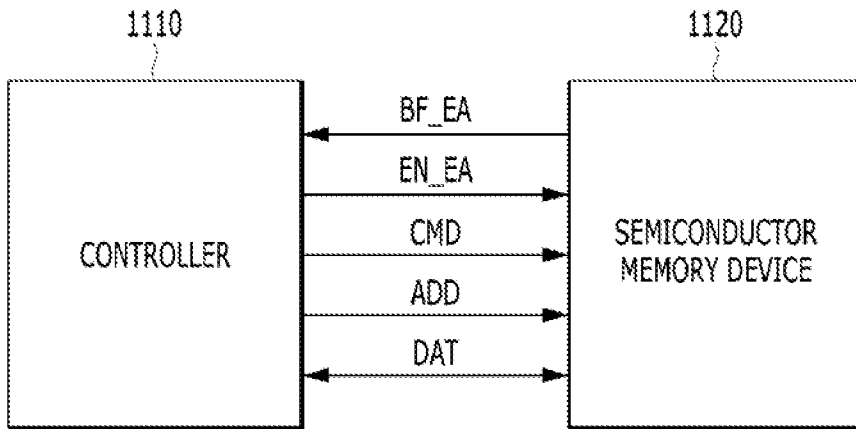 1110
1120
BF_EA
EN_EA
CMD
ADD
DAT
CONTROLLER
SEMICONDUCTOR
MEMORY DEVICE